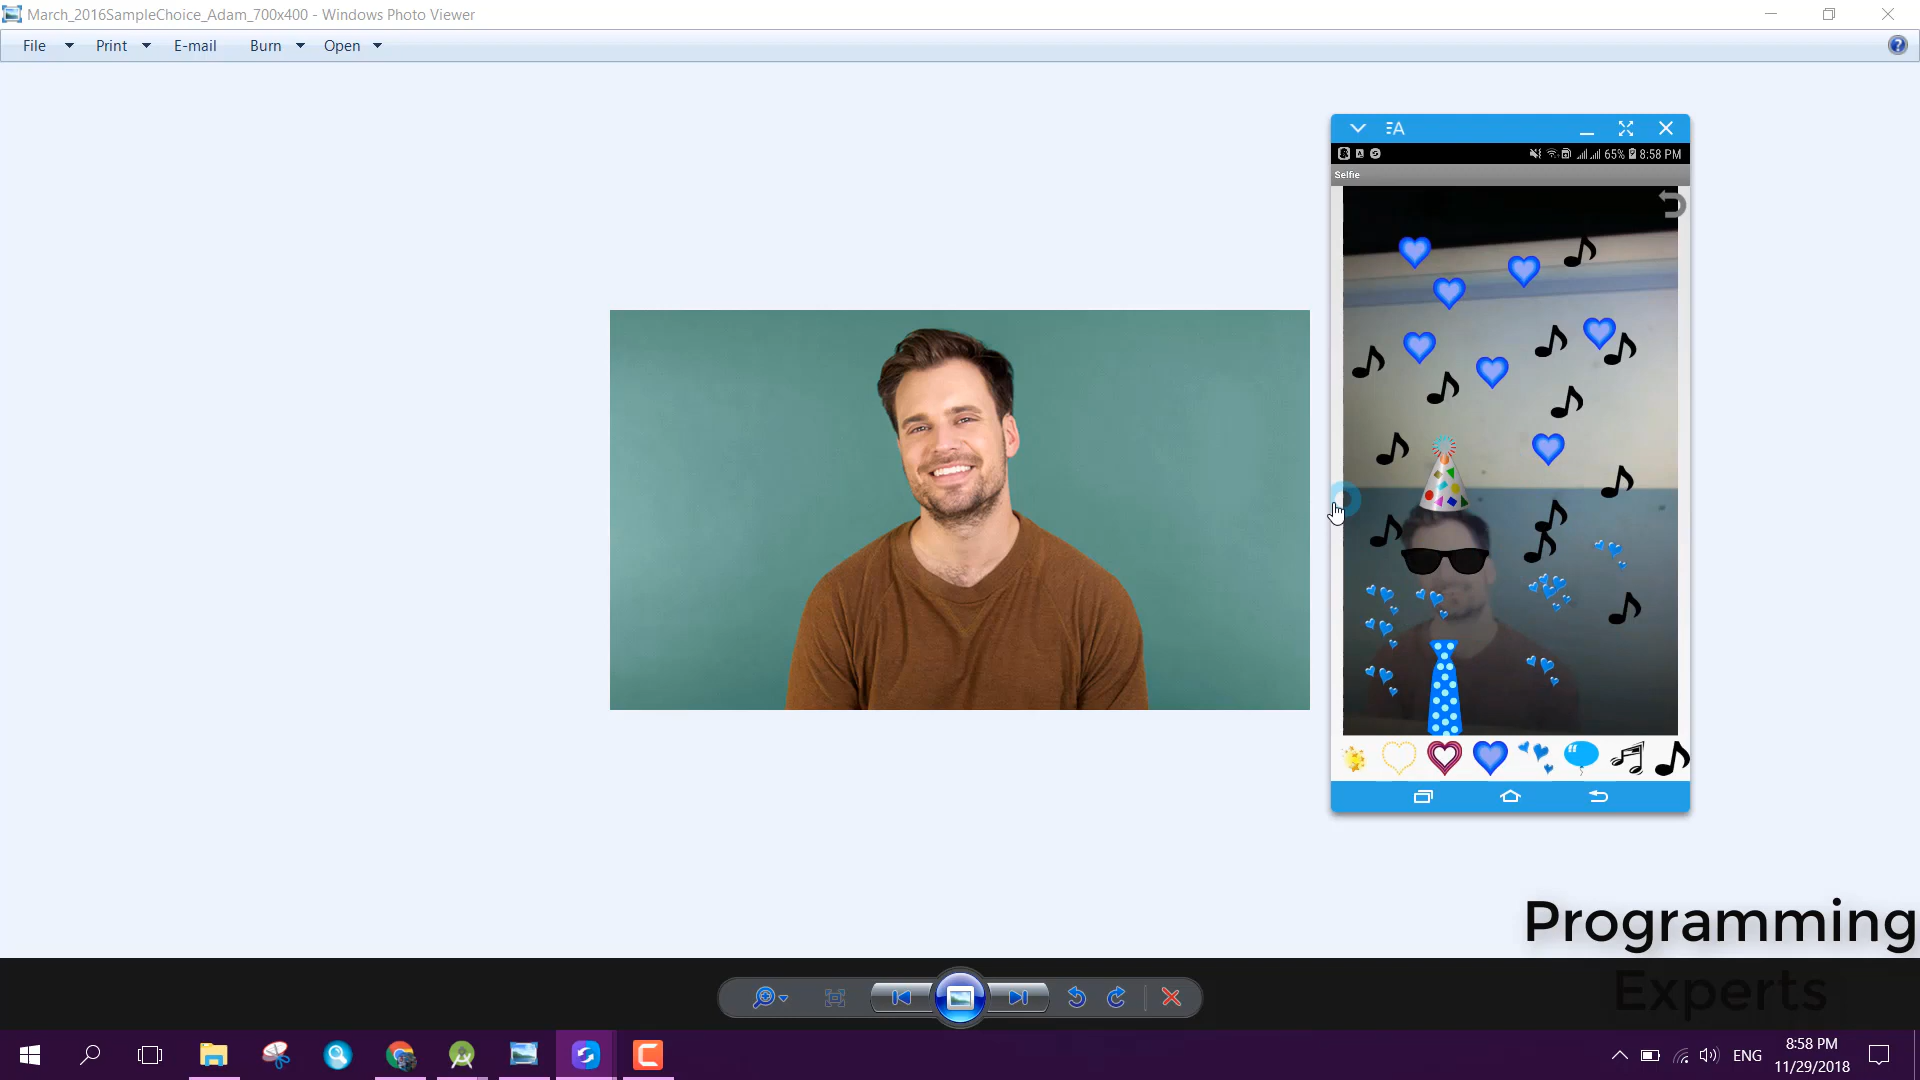 March_2016SampleChoice_Adam_700x400 - Windows Photo Viewer
File Print E-mail Burn Open
65% 8:58 PM
Selfie
Programming
Experts
ENG
8:58 PM
11/29/2018